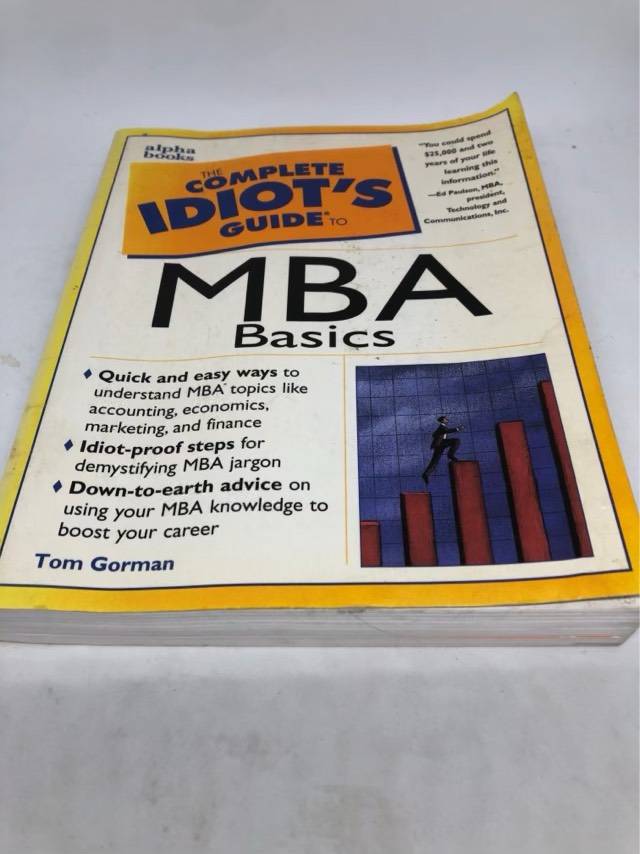 alpha
books
THE
COMPLETE
IDIOT'S
GUIDE® TO
"You could spend
$25,000 and two
years of your life
learning this
information."
—Ed Paulson, MBA,
president,
Technology and
Communications, Inc.
MBA
Basics
♦ Quick and easy ways to
understand MBA topics like
accounting, economics,
marketing, and finance
♦ Idiot-proof steps for
demystifying MBA jargon
♦ Down-to-earth advice on
using your MBA knowledge to
boost your career
Tom Gorman